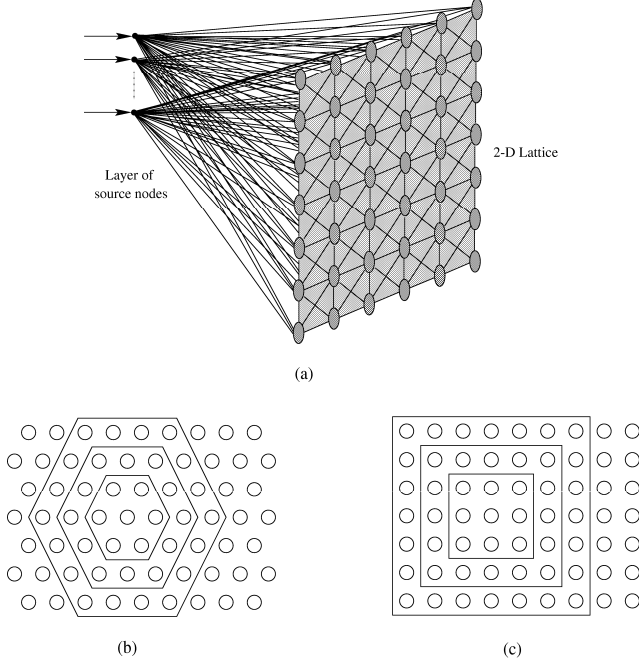 2-D Lattice
Layer of
source nodes
(a)
(b)
(c)